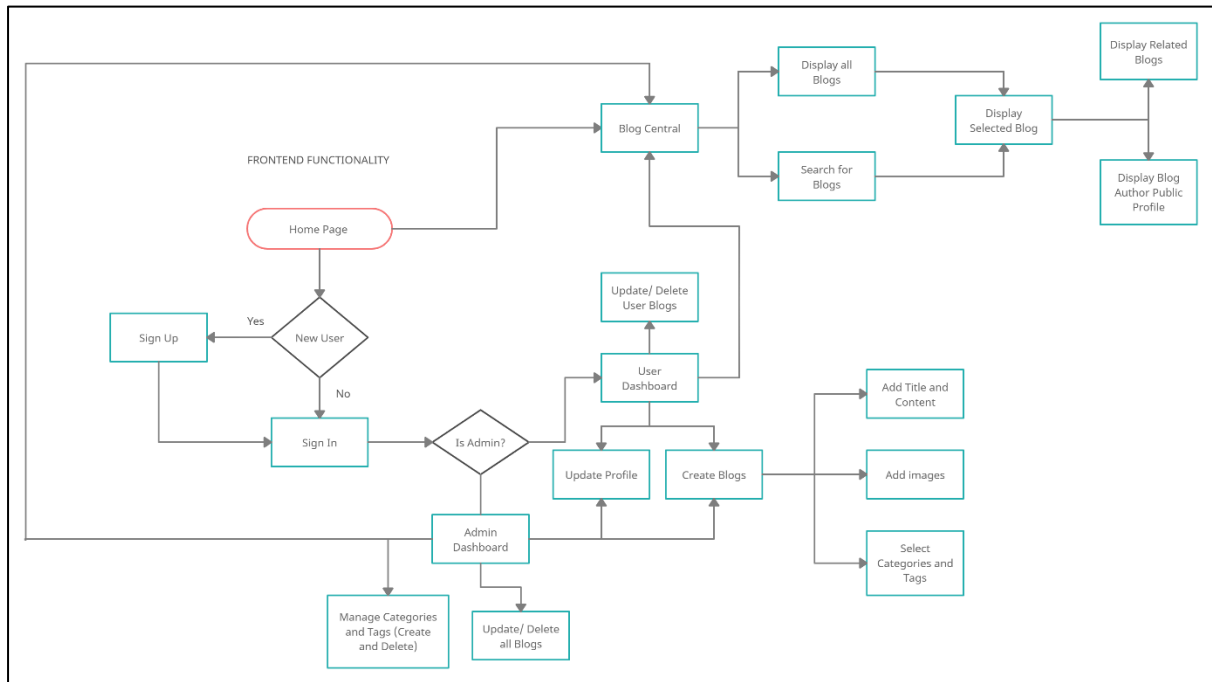 Display Related
Blogs
Display all
Blogs
Blog Central
Display
Selected Blog
FRONTEND FUNCTIONALITY
Search for
Blogs
Display Blog
Author Public
Profile
Home Page
Update/ Delete
User Blogs
Yes
Sign Up
New User
User
Dashboard
No
Add Title and
Content
Sign In
Is Admin?
Update Profile
Create Blogs
Add images
Admin
Dashboard
Select
Categories and
Tags
Manage Categories
and Tags (Create
and Delete)
Update/ Delete
all Blogs